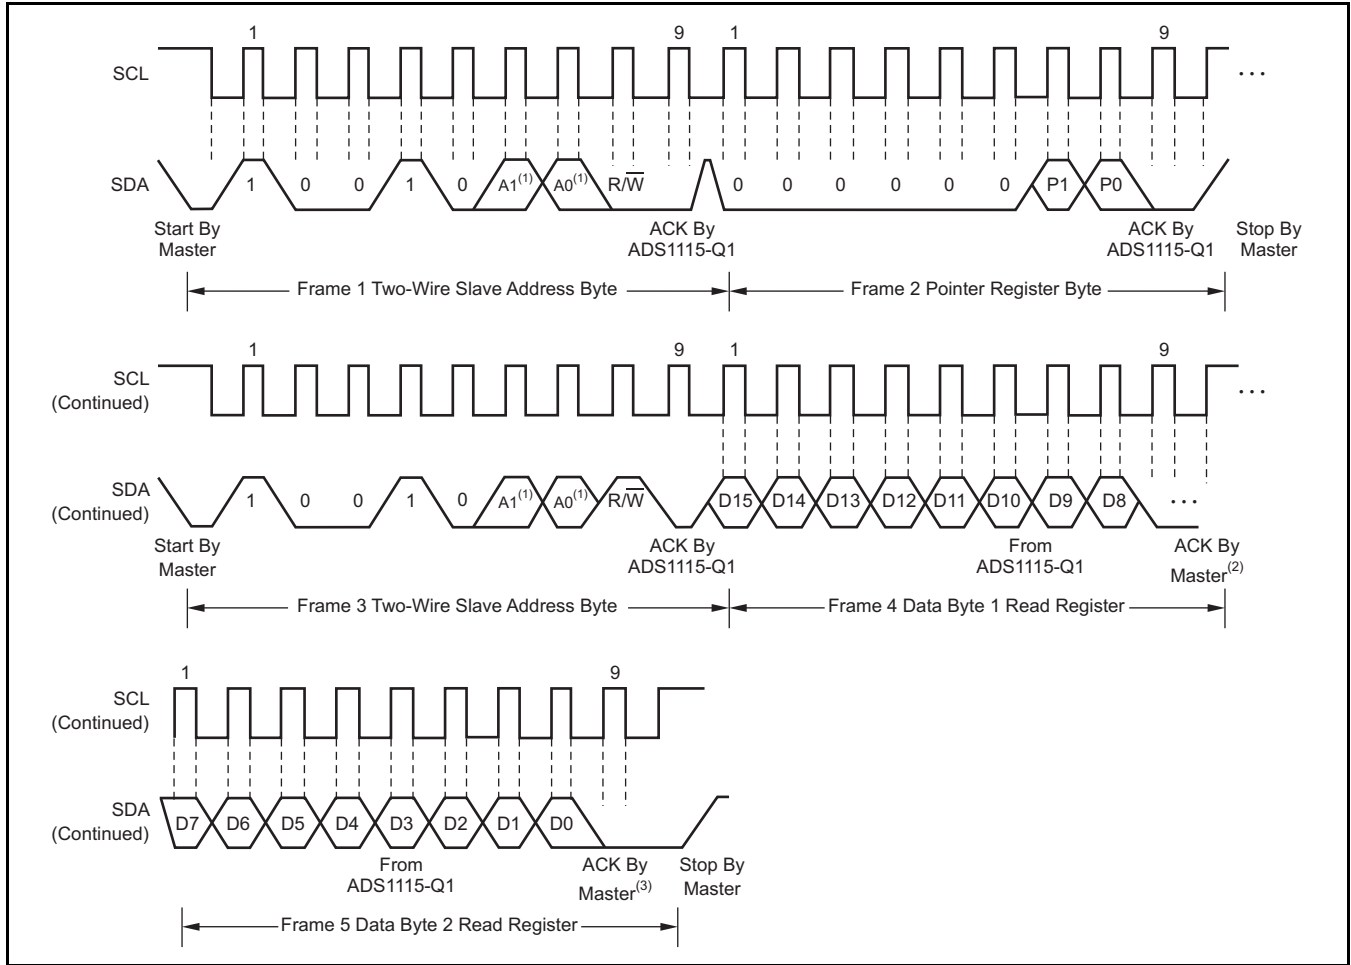 1 9 1 9
SCL ...
SDA 1 0 0 1 0 A1(1) A0(1) R/W 0 0 0 0 0 0 P1 P0
Start By ACK By ACK By Stop By
Master ADS1115-Q1 ADS1115-Q1 Master
Frame 1 Two-Wire Slave Address Byte Frame 2 Pointer Register Byte
1 9 1 9
SCL ...
(Continued)
SDA 1 0 0 1 0 A1(1) A0(1) R/W D15 D14 D13 D12 D11 D10 D9 D8 ...
(Continued)
Start By ACK By From ACK By
Master ADS1115-Q1 ADS1115-Q1 Master(2)
Frame 3 Two-Wire Slave Address Byte Frame 4 Data Byte 1 Read Register
1 9
SCL
(Continued)
SDA D7 D6 D5 D4 D3 D2 D1 D0
(Continued)
From ACK By Stop By
ADS1115-Q1 Master(3) Master
Frame 5 Data Byte 2 Read Register